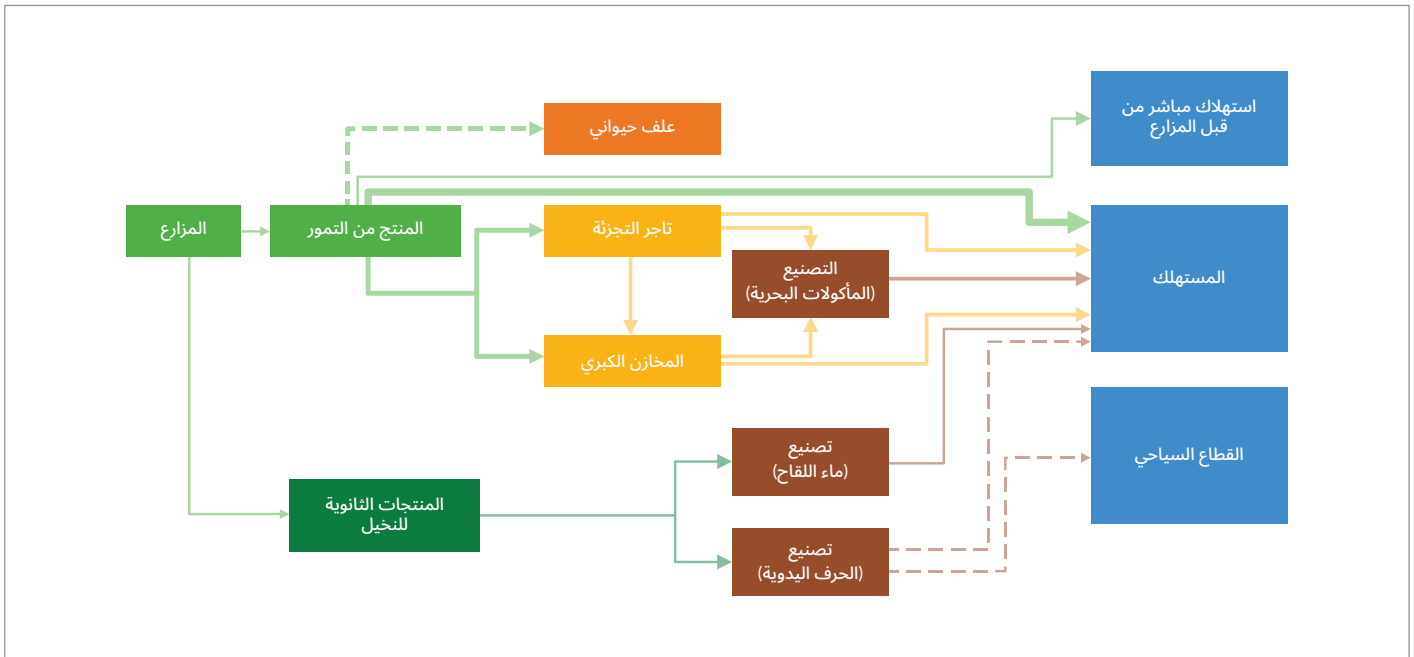 استهلاك مباشر من
قبل المزارع
علف حيواني
المزارع
المنتج من التمور
تاجر التجزئة
المستهلك
التصنيع
(المأكولات البحرية)
المخازن الكبري
القطاع السياحي
تصنيع
(ماء اللقاح)
المنتجات الثانوية
للنخيل
تصنيع
(الحرف اليدوية)